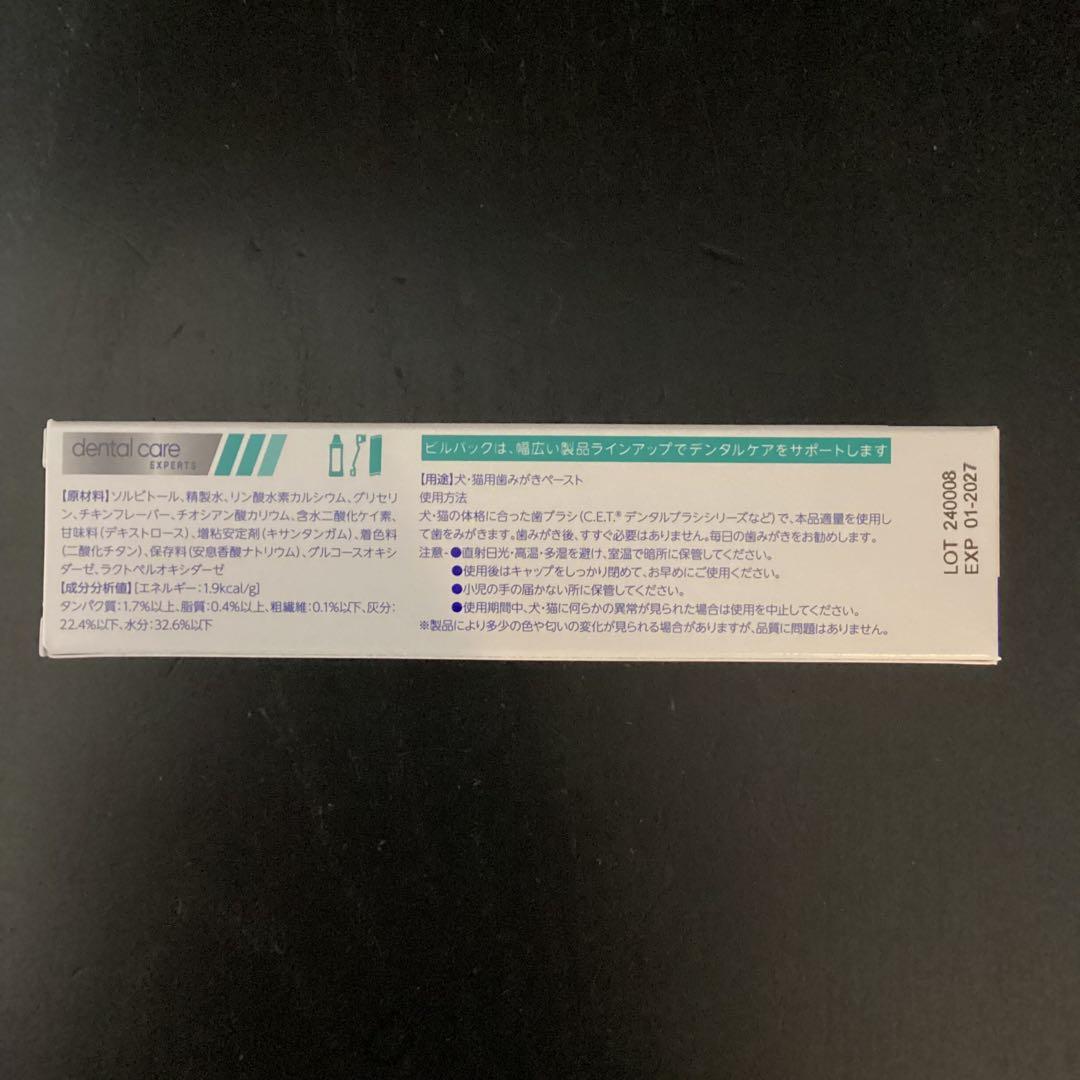 dental care
EXPERTS
【原材料】ソルビトール、精製水、リン酸水素カルシウム、グリセリ
ン、チキンフレーバー、チオシアン酸カリウム、含水二酸化ケイ素、
甘味料(デキストロース)、増粘安定剤(キサンタンガム)、着色料
(二酸化チタン)、保存料(安息香酸ナトリウム)、グルコースオキシ
ダーゼ、ラクトペルオキシダーゼ
【成分分析値】[エネルギー:1.9kcal/g]
タンパク質:1.7%以上、脂質:0.4%以上、粗繊維:0.1%以下、灰分:
22.4%以下、水分:32.6%以下
ビルバックは、幅広い製品ラインアップでデンタルケアをサポートします
【用途】犬・猫用歯みがきペースト
使用方法
犬・猫の体格に合った歯ブラシ(C.E.T.®デンタルブラシシリーズなど)で、本品適量を使用し
て歯をみがきます。歯みがき後、すすぐ必要はありません。毎日の歯みがきをお勧めします。
注意-●直射日光・高温・多湿を避け、室温で暗所に保管してください。
●使用後はキャップをしっかり閉めて、お早めにご使用ください。
●小児の手の届かない所に保管してください。
●使用期間中、犬・猫に何らかの異常が見られた場合は使用を中止してください。
※製品により多少の色や匂いの変化が見られる場合がありますが、品質に問題はありません。
LOT 240008
EXP 01-2027